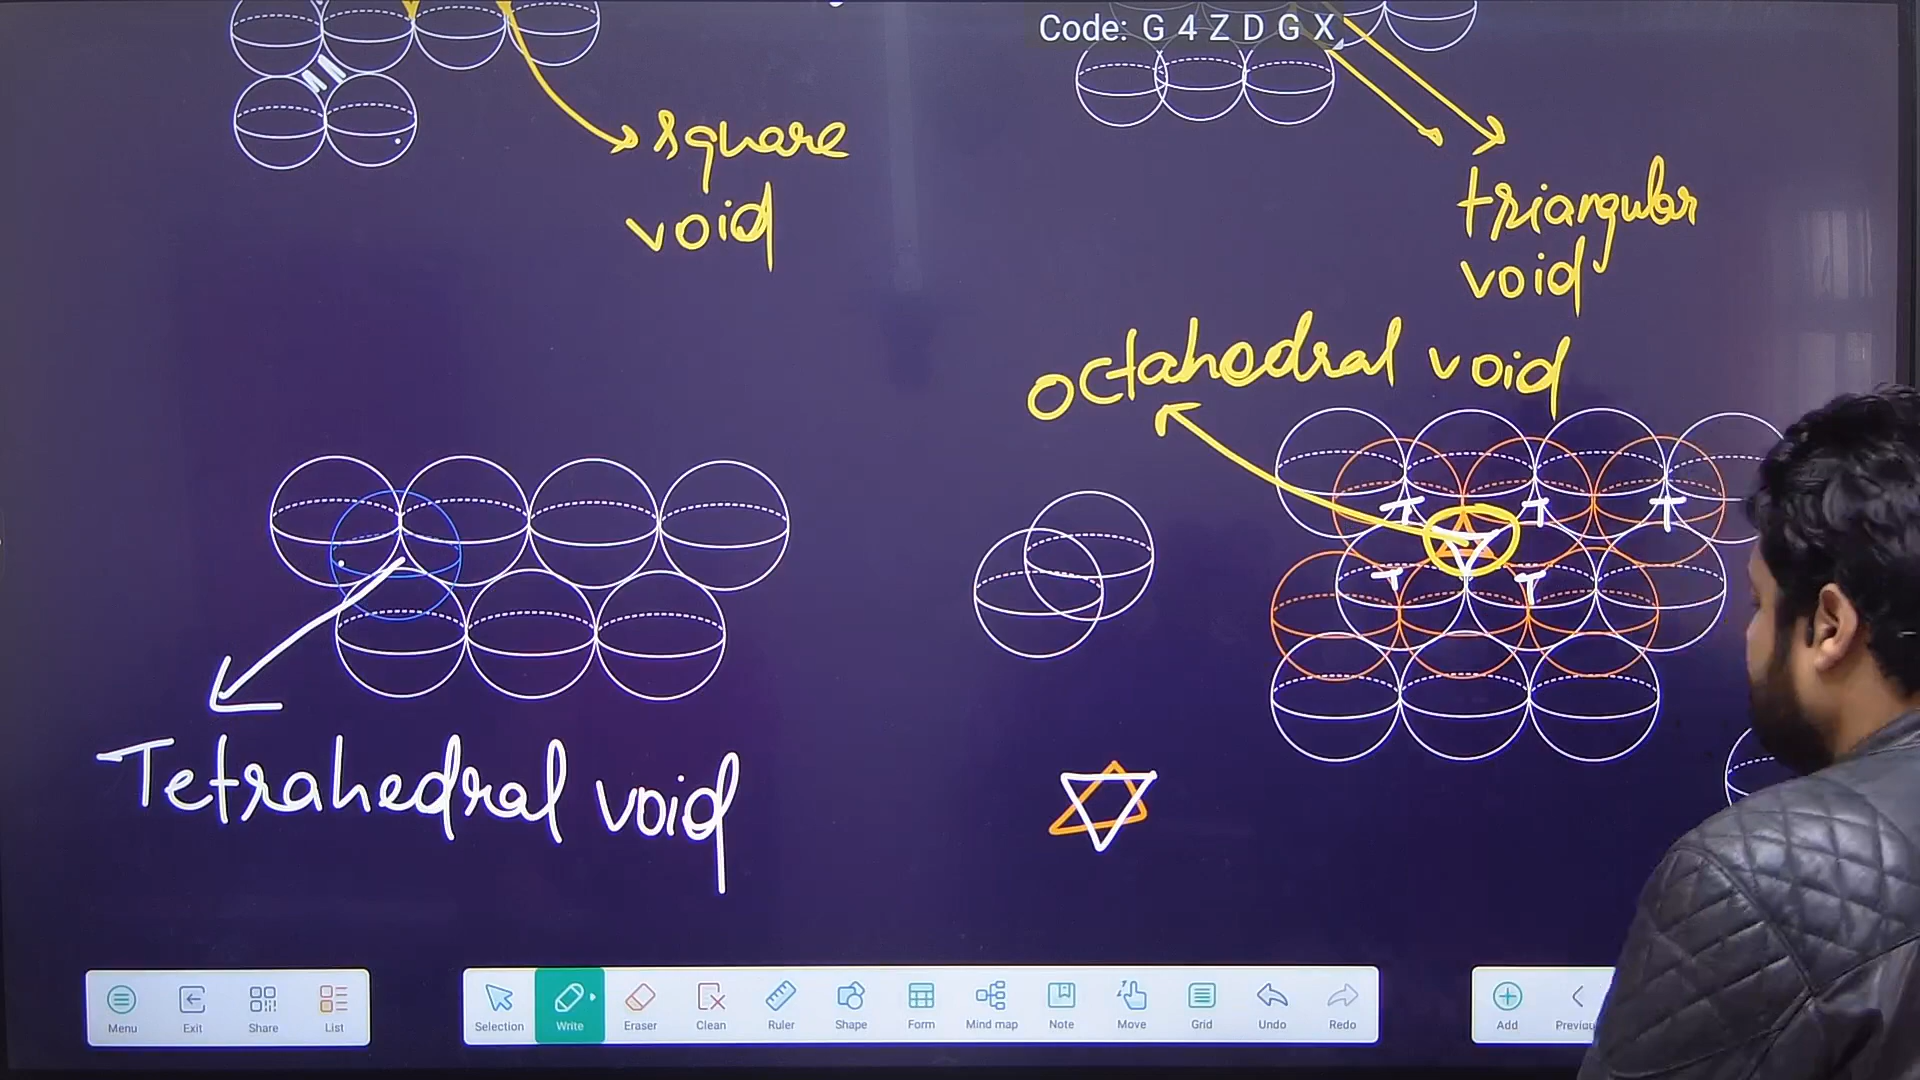 Code: G 4 Z D G X
square
void
triangular
void
octahedral void
T T T
T T
Tetrahedral void
Menu Exit Share List
Selection Write Eraser Clean Ruler Shape Form Mind map Note Move Grid Undo Redo
Add